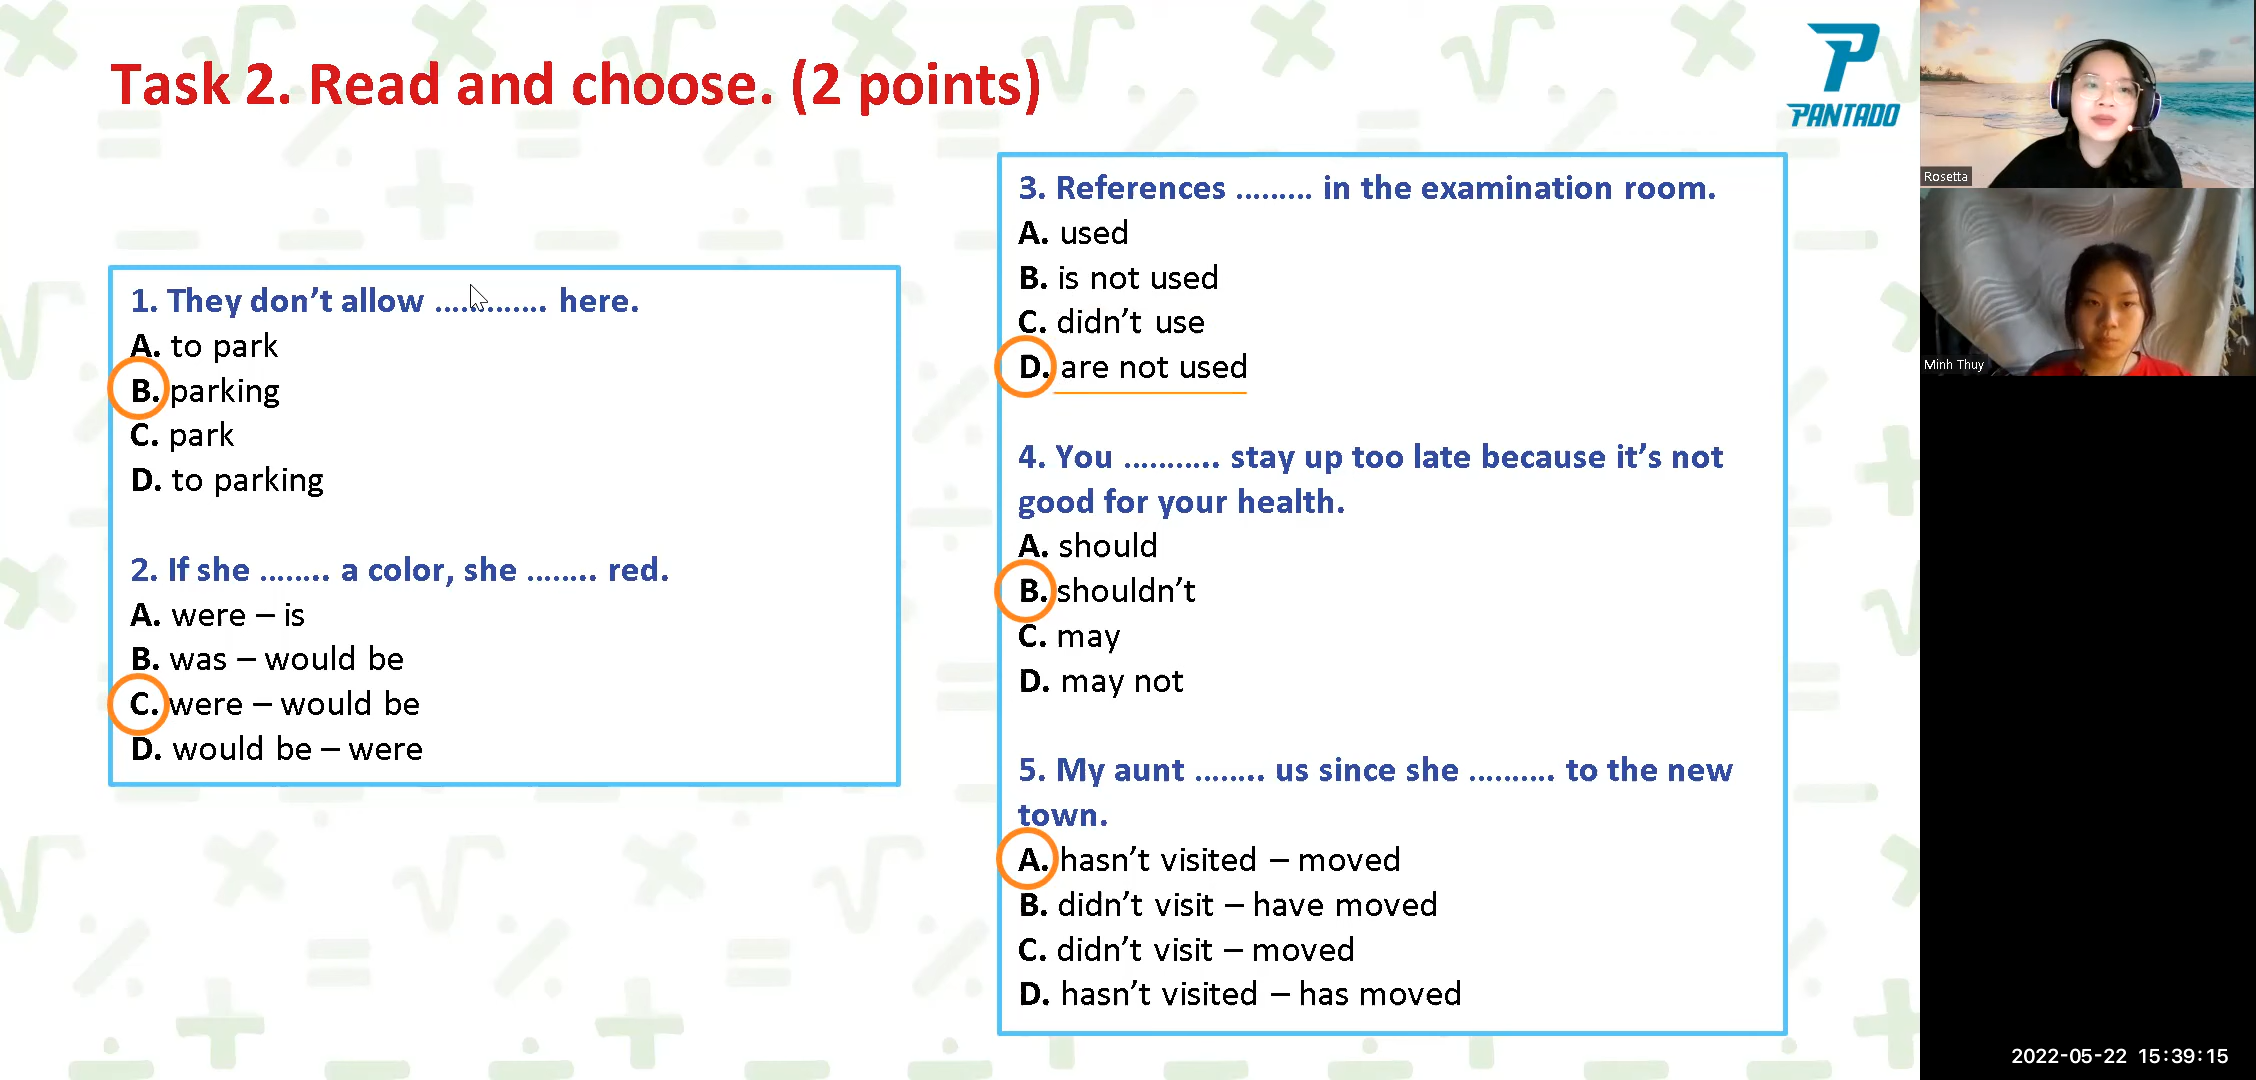 Task 2. Read and choose. (2 points)
PANTADO
1. They don't allow ............. here.
A. to park
B. parking
C. park
D. to parking
2. If she ........ a color, she ........ red.
A. were – is
B. was – would be
C. were – would be
D. would be – were
3. References ......... in the examination room.
A. used
B. is not used
C. didn't use
D. are not used
4. You ........... stay up too late because it's not
good for your health.
A. should
B. shouldn't
C. may
D. may not
5. My aunt ........ us since she .......... to the new
town.
A. hasn't visited – moved
B. didn't visit – have moved
C. didn't visit – moved
D. hasn't visited – has moved
Rosetta
Minh Thuy
2022-05-22 15:39:15